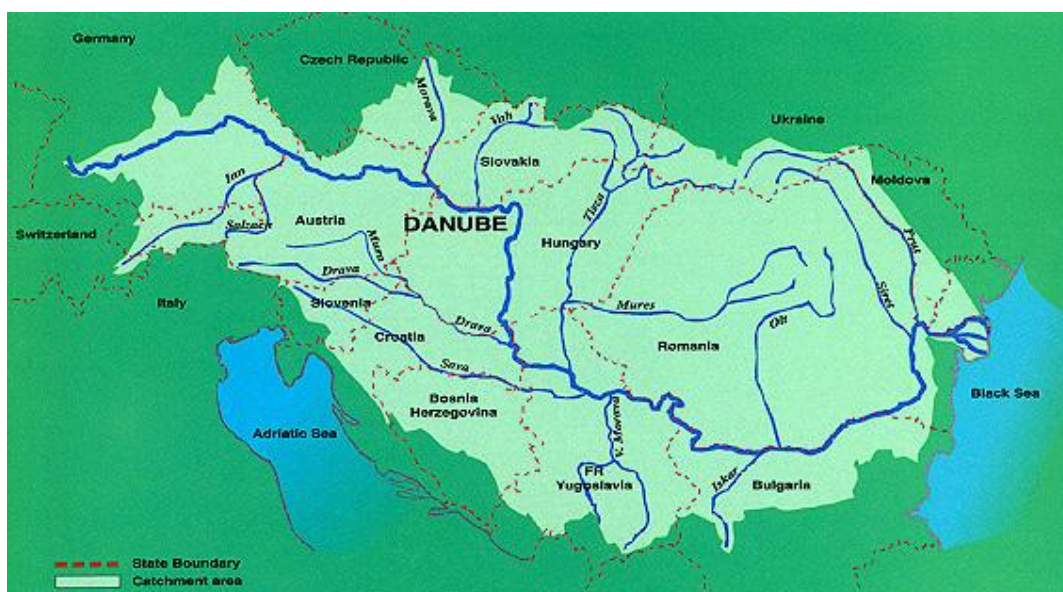 Germany
Czech Republic
Ukraine
Morava
Vah
Slovakia
Moldova
Inn
Tisza
Switzerland
Salzach
Austria
DANUBE
Hungary
Prut
Mura
Drava
Siret
Italy
Slovenia
Mures
Olt
Drava
Croatia
Romania
Sava
Black Sea
Bosnia
Herzegovina
V. Morava
Adriatic Sea
FR
Yugoslavia
Iskar
Bulgaria
State Boundary
Catchment area